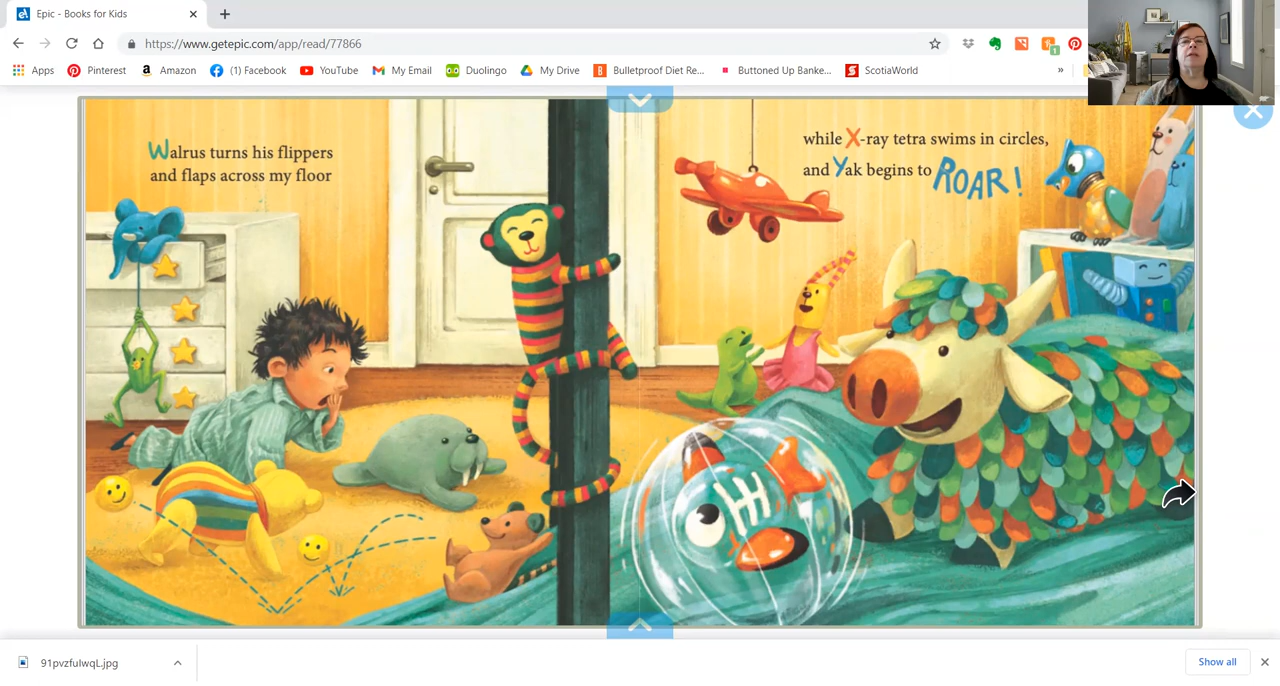 Epic - Books for Kids
https://www.getepic.com/app/read/77866
1
Apps
Pinterest
Amazon
(1) Facebook
YouTube
My Email
Duolingo
My Drive
Bulletproof Diet Re...
Buttoned Up Banke...
ScotiaWorld
»
Walrus turns his flippers
and flaps across my floor
while X-ray tetra swims in circles,
and Yak begins to ROAR!
91pvzfuIwqL.jpg
Show all